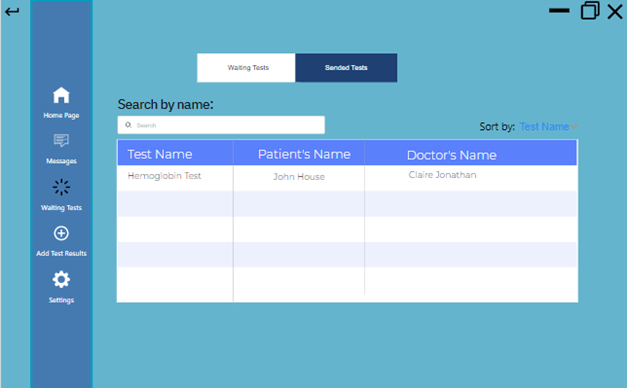 Waiting Tests
Sended Tests
Search by name:
Search
Sort by: Test Name
Home Page
Messages
Waiting Tests
Add Test Results
Settings
Test Name Patient's Name Doctor's Name
Hemoglobin Test John House Claire Jonathan